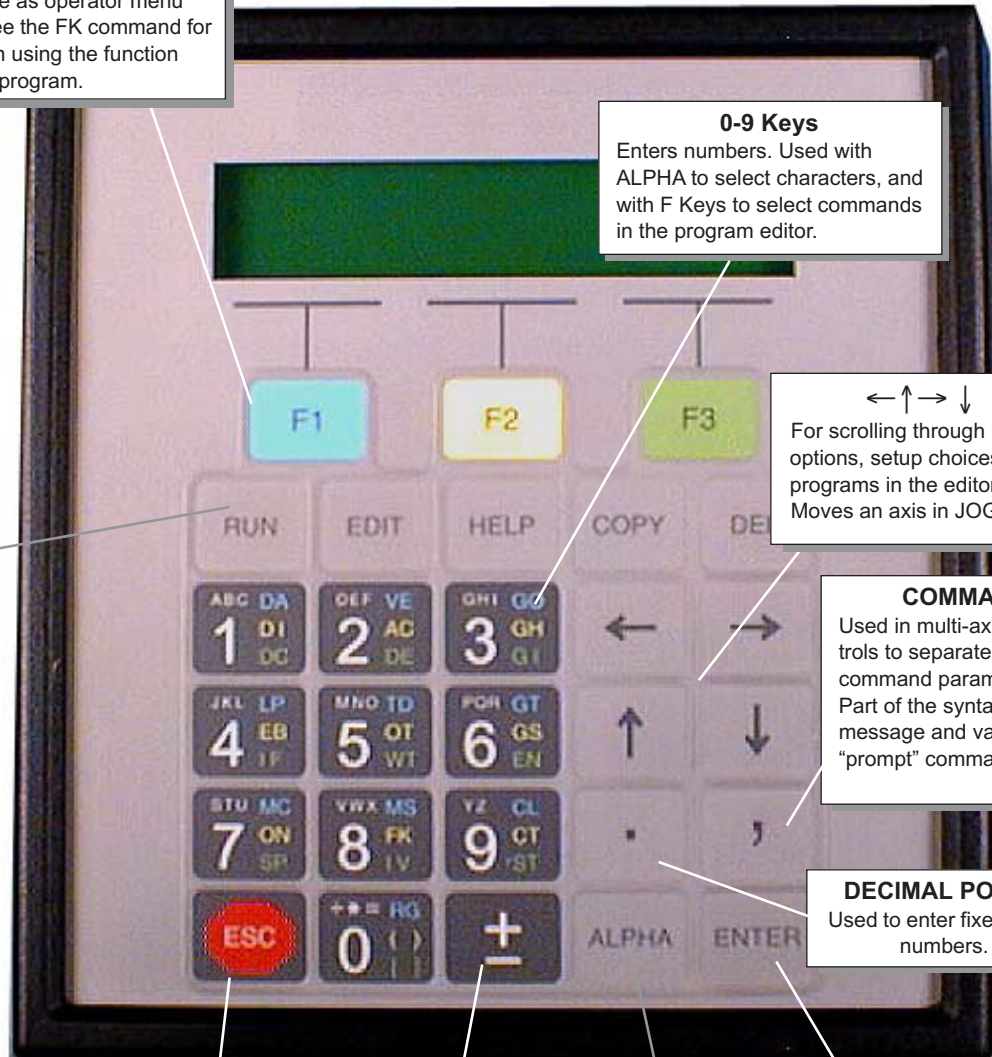 as operator menu
the FK command for
using the function
program.
0-9 Keys
Enters numbers. Used with
ALPHA to select characters, and
with F Keys to select commands
in the program editor.
F1 F2 F3
← ↑ → ↓
For scrolling through
options, setup choices
programs in the editor
Moves an axis in JOG
RUN EDIT HELP COPY
ABC DA
1 DI
DC
DEF VE
2 AC
DE
GHI GO
3 GH
GI
← →
COMMA
Used in multi-ax
trols to separate
command param
Part of the synta
message and va
"prompt" comma
JKL LP
4 EB
IF
MNO TD
5 OT
WT
PQR GT
6 GS
EN
↑ ↓
STU MC
7 ON
SP
VWX MS
8 FK
IV
YZ CL
9 CT
ST
. ,
DECIMAL PO
Used to enter fixe
numbers.
ESC
RG
0 ( )
±
ALPHA ENTER